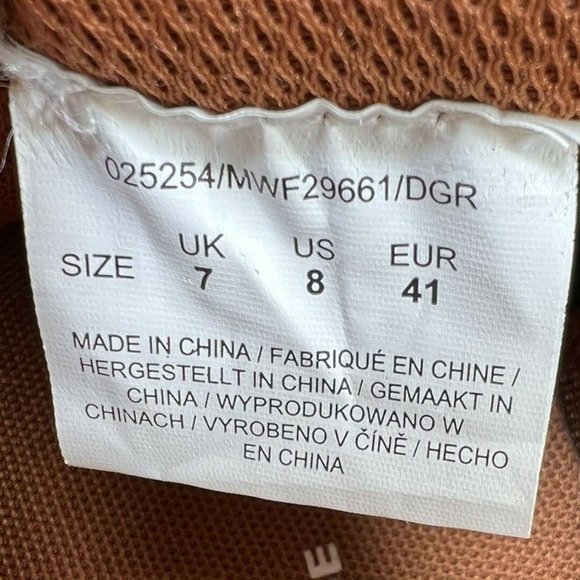 025254/MWF29661/DGR
UK US EUR
SIZE 7 8 41
MADE IN CHINA / FABRIQUÉ EN CHINE /
HERGESTELLT IN CHINA / GEMAAKT IN
CHINA / WYPRODUKOWANO W
CHINACH / VYROBENO V ČÍNĚ / HECHO
EN CHINA
E